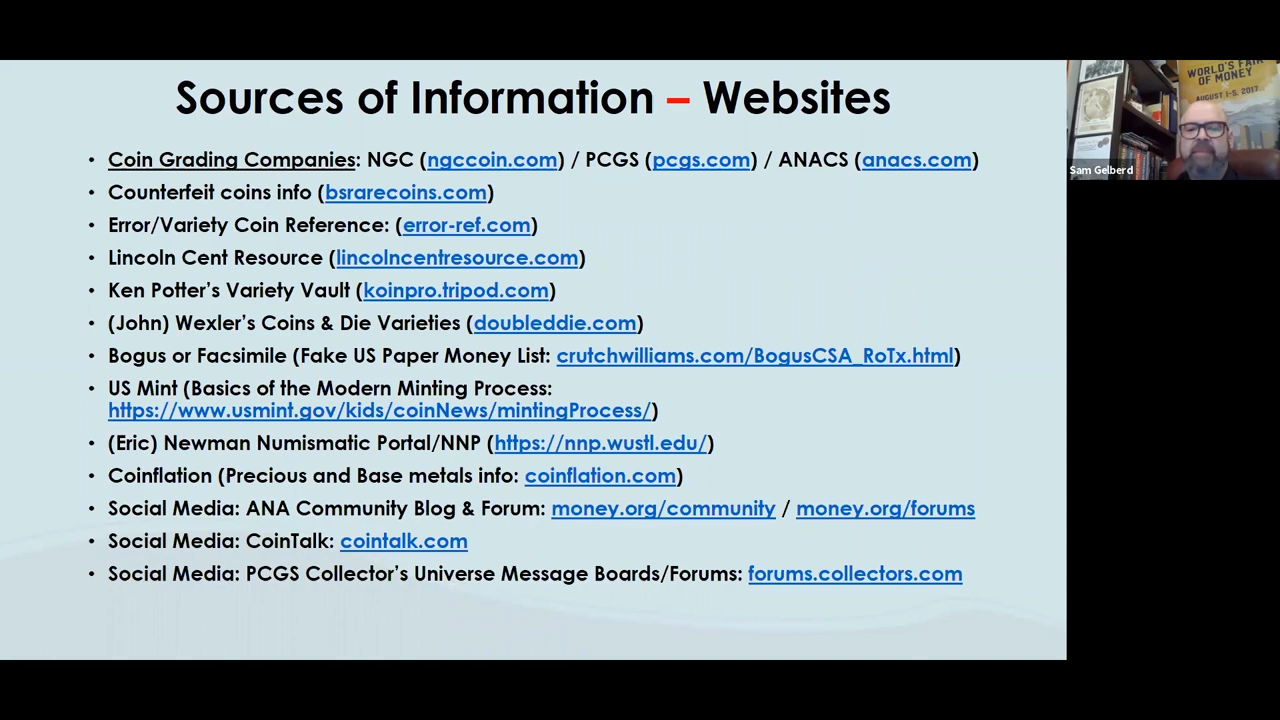 Sources of Information – Websites
• Coin Grading Companies: NGC (ngccoin.com) / PCGS (pcgs.com) / ANACS (anacs.com)
• Counterfeit coins info (bsrarecoins.com)
• Error/Variety Coin Reference: (error-ref.com)
• Lincoln Cent Resource (lincolncentresource.com)
• Ken Potter’s Variety Vault (koinpro.tripod.com)
• (John) Wexler’s Coins & Die Varieties (doubleddie.com)
• Bogus or Facsimile (Fake US Paper Money List: crutchwilliams.com/BogusCSA_RoTx.html)
• US Mint (Basics of the Modern Minting Process:
https://www.usmint.gov/kids/coinNews/mintingProcess/)
• (Eric) Newman Numismatic Portal/NNP (https://nnp.wustl.edu/)
• Coinflation (Precious and Base metals info: coinflation.com)
• Social Media: ANA Community Blog & Forum: money.org/community / money.org/forums
• Social Media: CoinTalk: cointalk.com
• Social Media: PCGS Collector’s Universe Message Boards/Forums: forums.collectors.com
WORLD'S FAIR
OF MONEY
AUGUST 1-5, 2017
Sam Gelberd